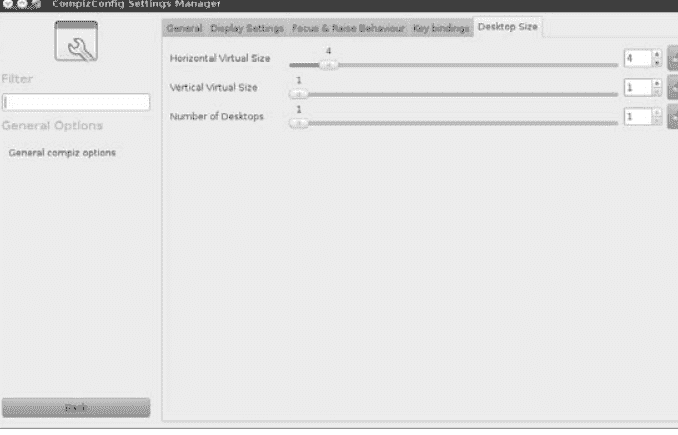 CompizConfig Settings Manager
General Display Settings Focus & Raise Behaviour Key bindings Desktop Size
Filter
General Options
General compiz options
Horizontal Virtual Size 4 4
Vertical Virtual Size 1 1
Number of Desktops 1 1
Back